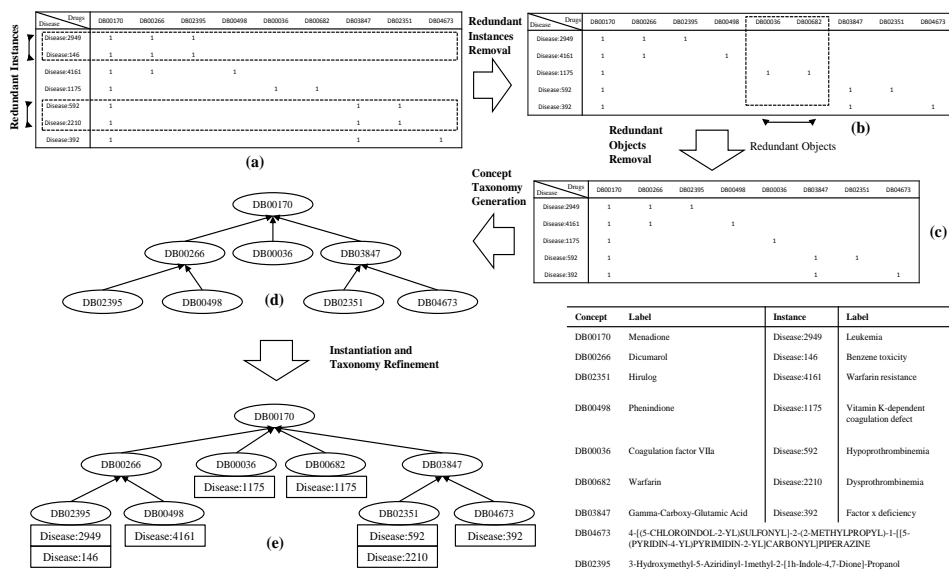 Redundant Instances
Drugs
Disease
DB00170 DB00266 DB02395 DB00498 DB00036 DB00682 DB03847 DB02351 DB04673
Disease:2949 1 1 1
Disease:146 1 1 1
Disease:4161 1 1 1
Disease:1175 1 1 1
Disease:592 1 1 1
Disease:2210 1 1 1
Disease:392 1 1 1
(a)
Redundant
Instances
Removal
Drugs
Disease
DB00170 DB00266 DB02395 DB00498 DB00036 DB00682 DB03847 DB02351 DB04673
Disease:2949 1 1 1
Disease:4161 1 1 1
Disease:1175 1 1 1
Disease:592 1 1 1
Disease:392 1 1 1
(b)
Redundant
Objects
Removal
Redundant Objects
Drugs
Disease
DB00170 DB00266 DB02395 DB00498 DB00036 DB03847 DB02351 DB04673
Disease:2949 1 1 1
Disease:4161 1 1 1
Disease:1175 1 1
Disease:592 1 1 1
Disease:392 1 1 1
(c)
Concept
Taxonomy
Generation
DB00170
DB00266 DB00036 DB03847
DB02395 DB00498 DB02351 DB04673
(d)
Instantiation and
Taxonomy Refinement
DB00170
DB00266 DB00036 DB00682 DB03847
Disease:1175 Disease:1175
DB02395 DB00498 DB02351 DB04673
Disease:2949 Disease:4161 Disease:592 Disease:392
Disease:146 Disease:2210
(e)
Concept Label Instance Label
DB00170 Menadione Disease:2949 Leukemia
DB00266 Dicumarol Disease:146 Benzene toxicity
DB02351 Hirulog Disease:4161 Warfarin resistance
DB00498 Phenindione Disease:1175 Vitamin K-dependent
coagulation defect
DB00036 Coagulation factor VIIa Disease:592 Hypoprothrombinemia
DB00682 Warfarin Disease:2210 Dysprothrombinemia
DB03847 Gamma-Carboxy-Glutamic Acid Disease:392 Factor x deficiency
DB04673 4-[(5-CHLOROINDOL-2-YL)SULFONYL]-2-(2-METHYLPROPYL)-1-[[5-
(PYRIDIN-4-YL)PYRIMIDIN-2-YL]CARBONYL]PIPERAZINE
DB02395 3-Hydroxymethyl-5-Aziridinyl-1methyl-2-[1h-Indole-4,7-Dione]-Propanol